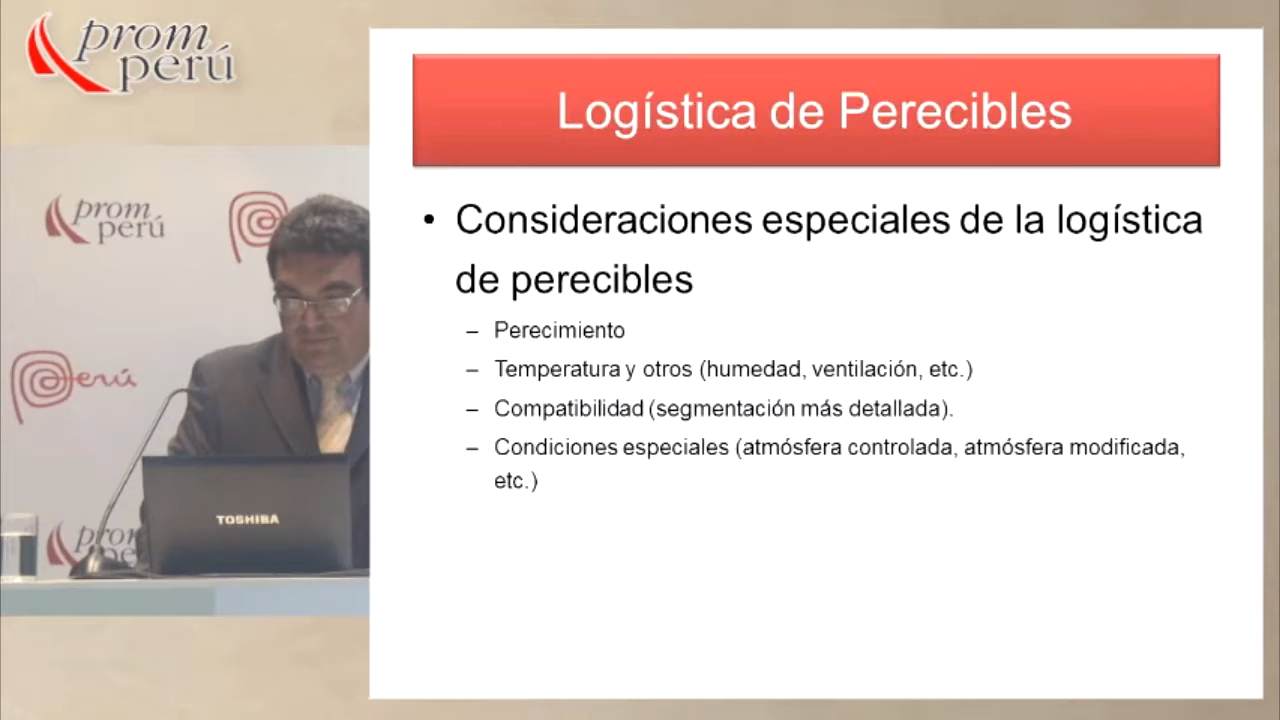 prom
perú
prom
perú
erú
TOSHIBA
Logística de Perecibles
• Consideraciones especiales de la logística
de perecibles
– Perecimiento
– Temperatura y otros (humedad, ventilación, etc.)
– Compatibilidad (segmentación más detallada).
– Condiciones especiales (atmósfera controlada, atmósfera modificada,
etc.)